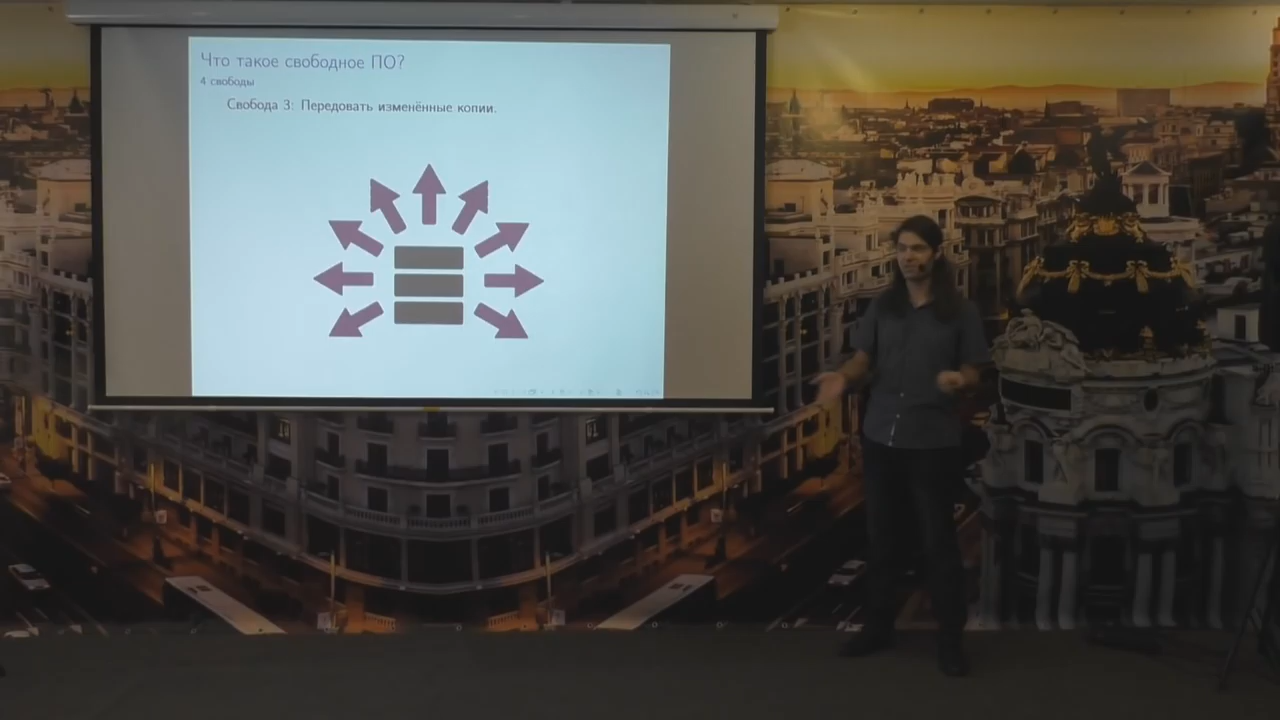 Что такое свободное ПО?
4 свободы
Свобода 3: Передовать изменённые копии.